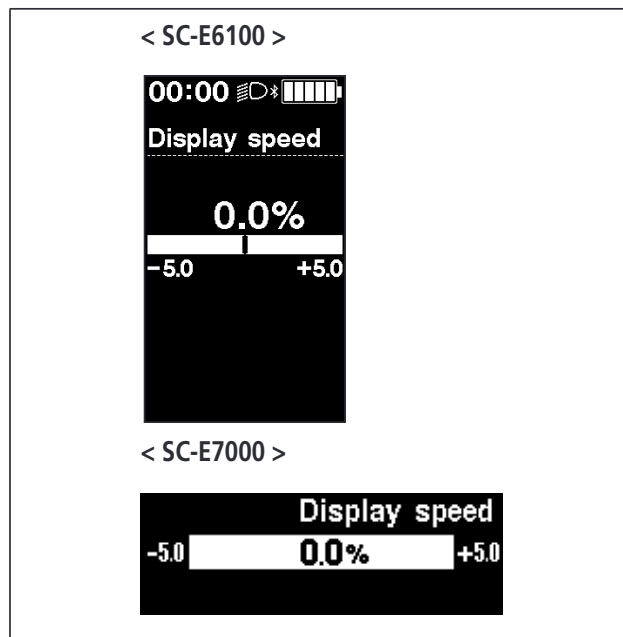 < SC-E6100 >
00:00
Display speed
0.0%
−5.0 +5.0
< SC-E7000 >
Display speed
−5.0 0.0% +5.0